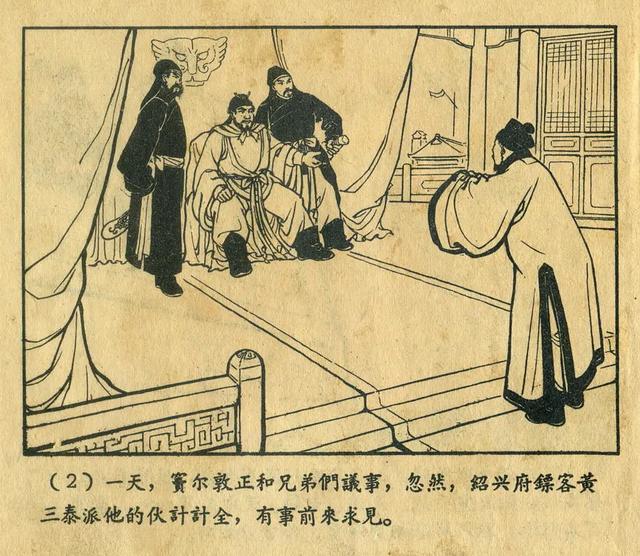 (2) 一天，竇尔敦正和兄弟們議事，忽然，紹兴府鏢客黃
三泰派他的伙計計全，有事前來求見。